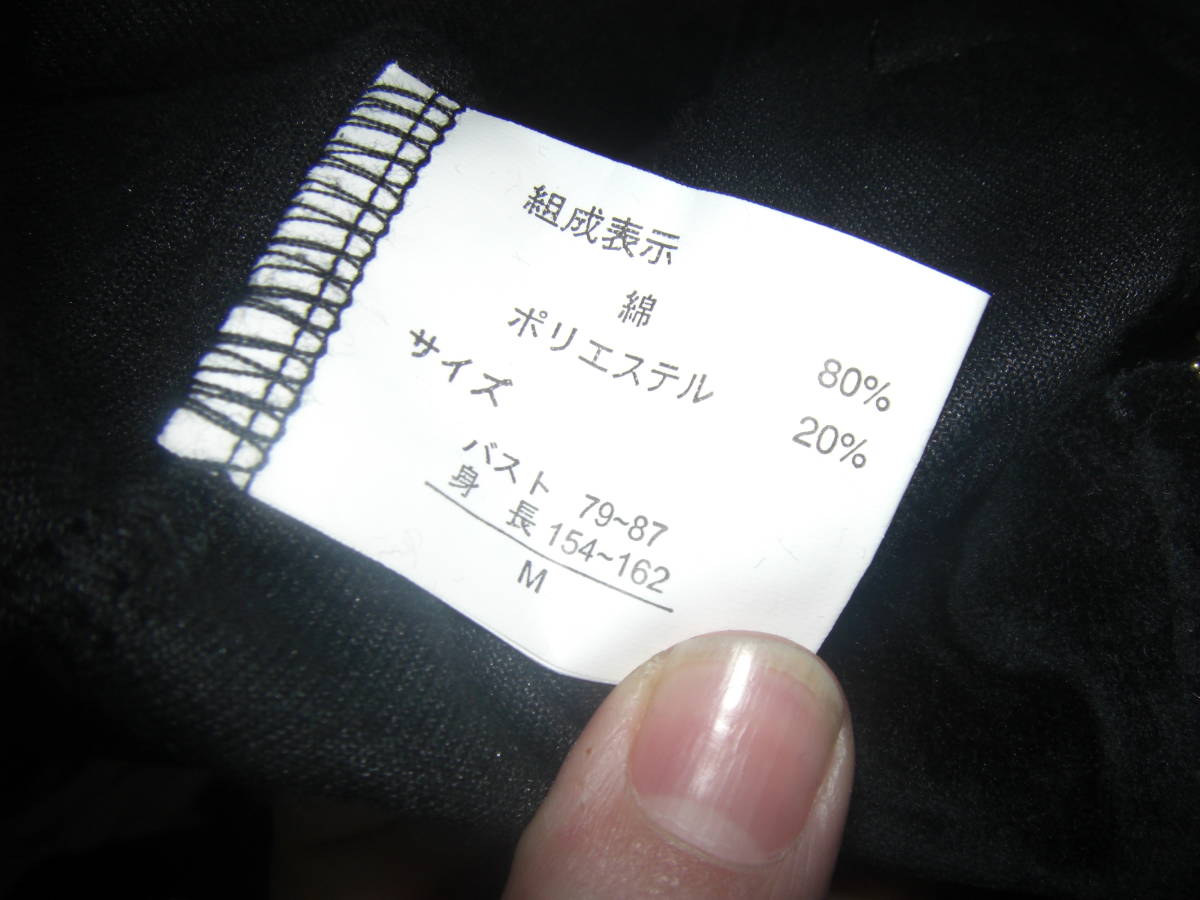 組成表示
綿 80%
ポリエステル 20%
サイズ
バスト 79~87
身 長 154~162
M